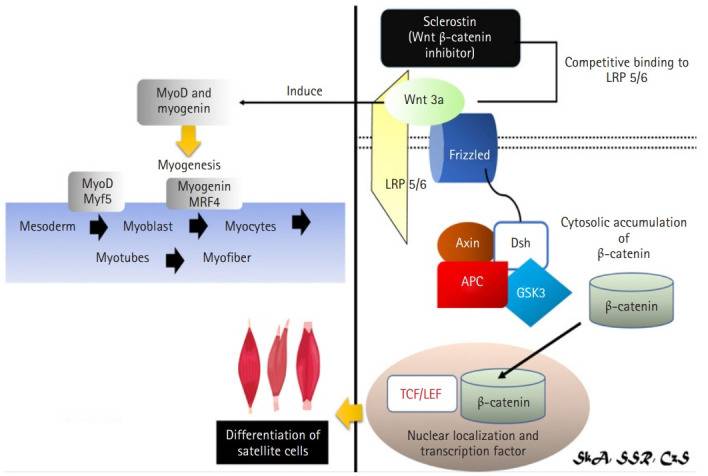 Sclerostin
(Wnt β-catenin
inhibitor)
Competitive binding to
LRP 5/6
Induce
Wnt 3a
MyoD and
myogenin
Frizzled
LRP 5/6
Myogenesis
MyoD
Myf5
Myogenin
MRF4
Mesoderm
Myoblast
Myocytes
Myotubes
Myofiber
Axin
Dsh
APC
GSK3
Cytosolic accumulation
of
β-catenin
β-catenin
TCF/LEF
β-catenin
Nuclear localization and
transcription factor
Differentiation of
satellite cells
SkA, SSR, CzS